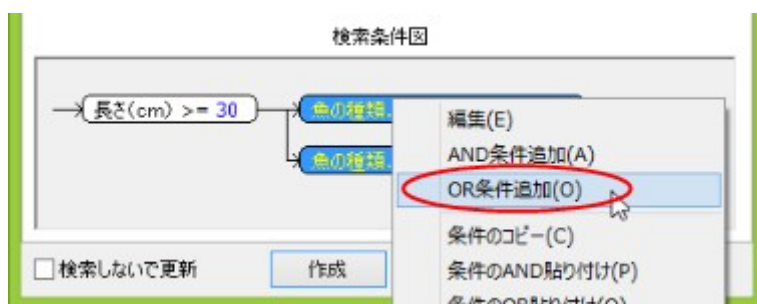 検索条件図
長さ(cm) >= 30
魚の種類.
魚の種類.
編集(E)
AND条件追加(A)
OR条件追加(O)
条件のコピー(C)
条件のAND貼り付け(P)
検索しないで更新
作成